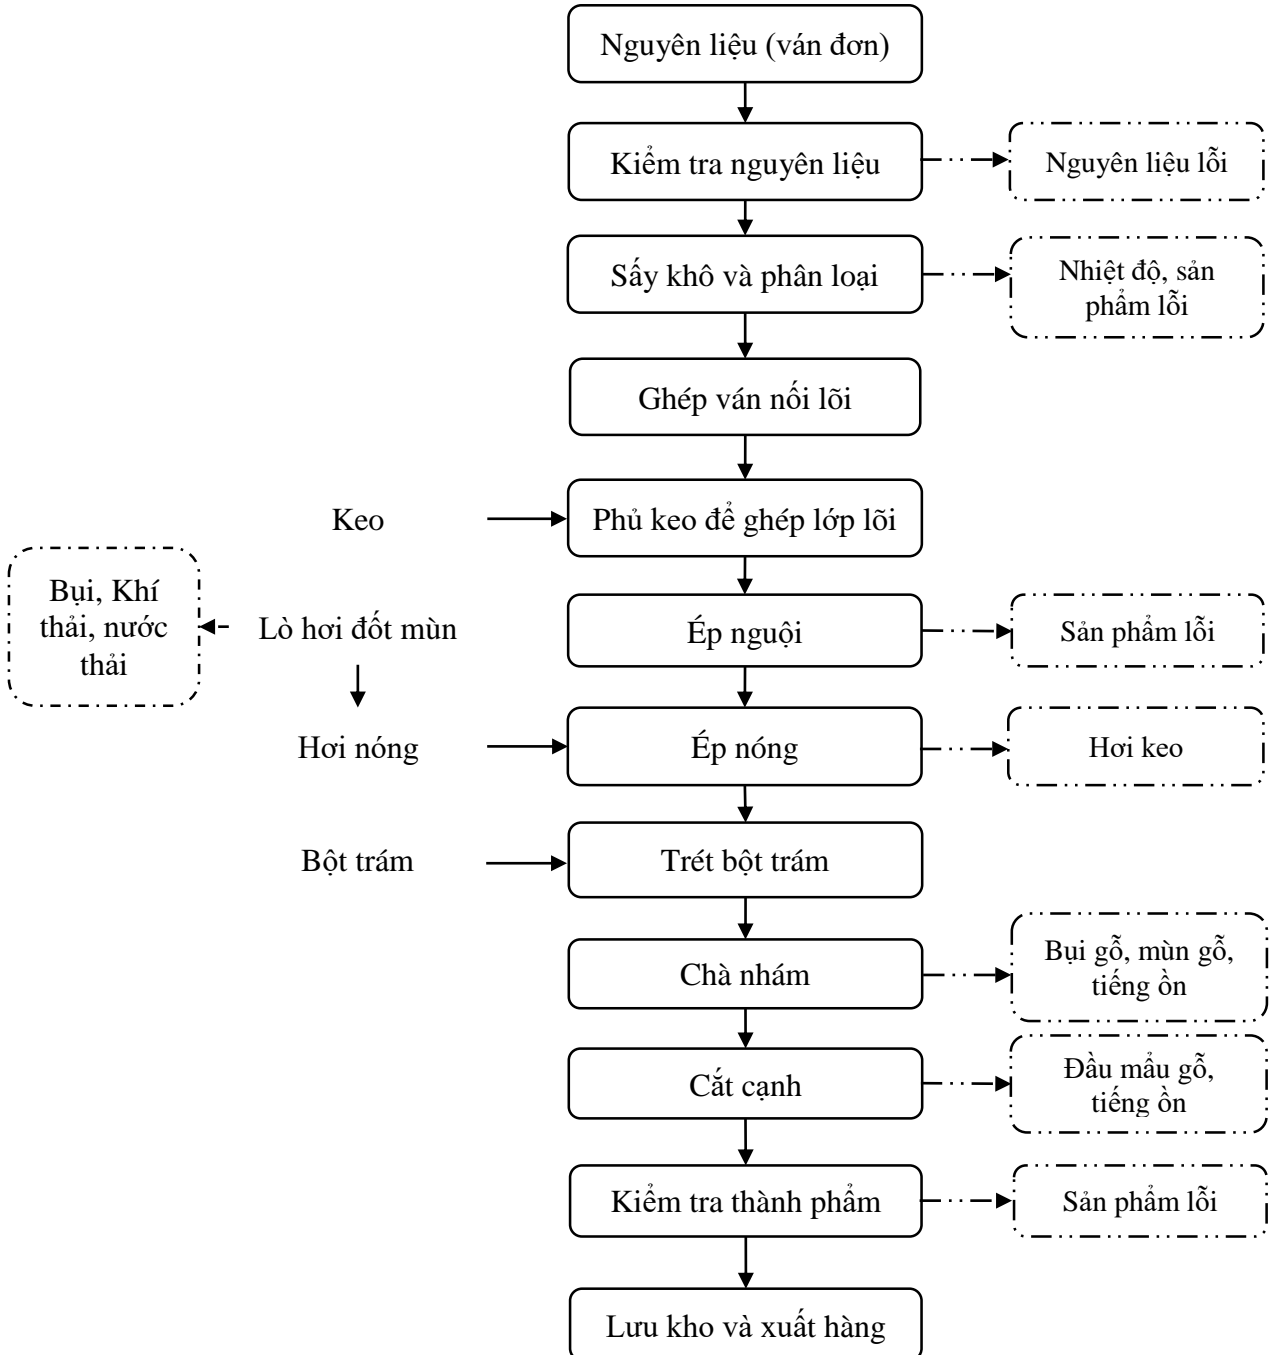 Nguyên liệu (ván đơn)
Kiểm tra nguyên liệu
Nguyên liệu lỗi
Sấy khô và phân loại
Nhiệt độ, sản
phẩm lỗi
Ghép ván nối lõi
Keo
Phủ keo để ghép lớp lõi
Bụi, Khí
thải, nước
thải
Lò hơi đốt mùn
Ép nguội
Sản phẩm lỗi
Hơi nóng
Ép nóng
Hơi keo
Bột trám
Trét bột trám
Chà nhám
Bụi gỗ, mùn gỗ,
tiếng ồn
Cắt cạnh
Đầu mẩu gỗ,
tiếng ồn
Kiểm tra thành phẩm
Sản phẩm lỗi
Lưu kho và xuất hàng